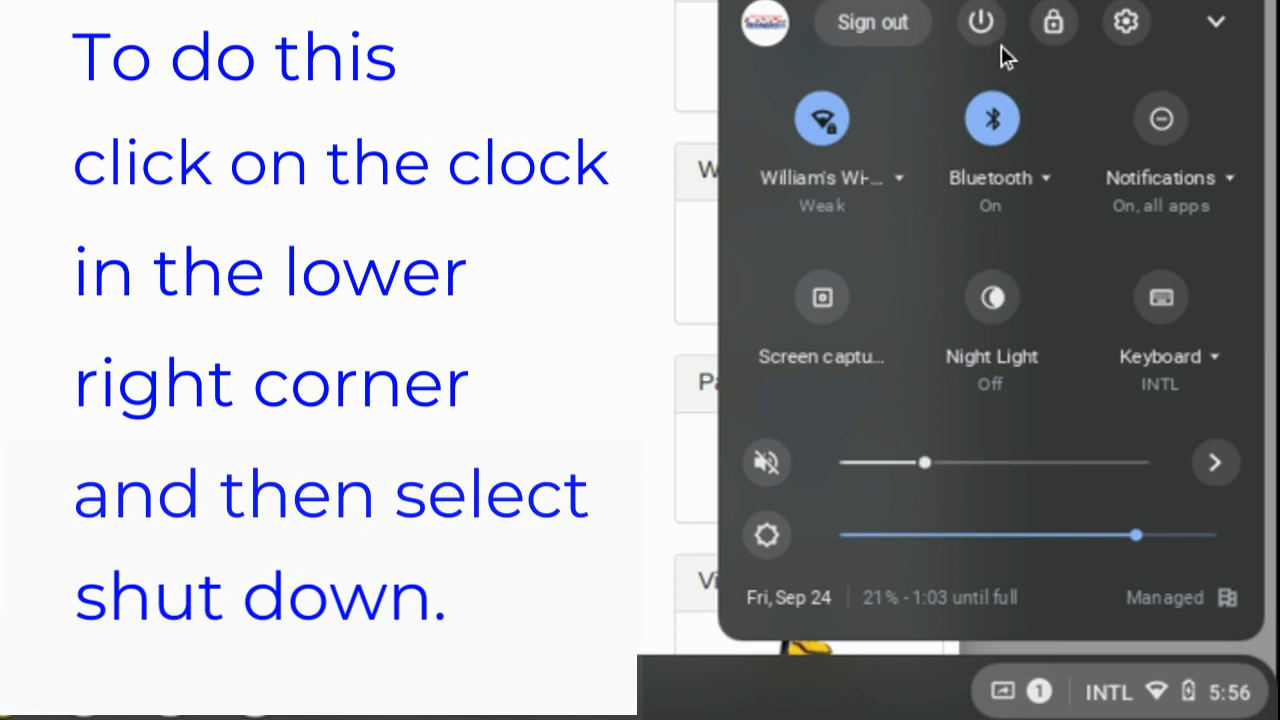 To do this
click on the clock
in the lower
right corner
and then select
shut down.
Sign out
William's Wi-...
Weak
Bluetooth
On
Notifications
On, all apps
Screen captu...
Night Light
Off
Keyboard
INTL
Fri, Sep 24
21% - 1:03 until full
Managed
W
Pa
Vi
1
INTL
5:56